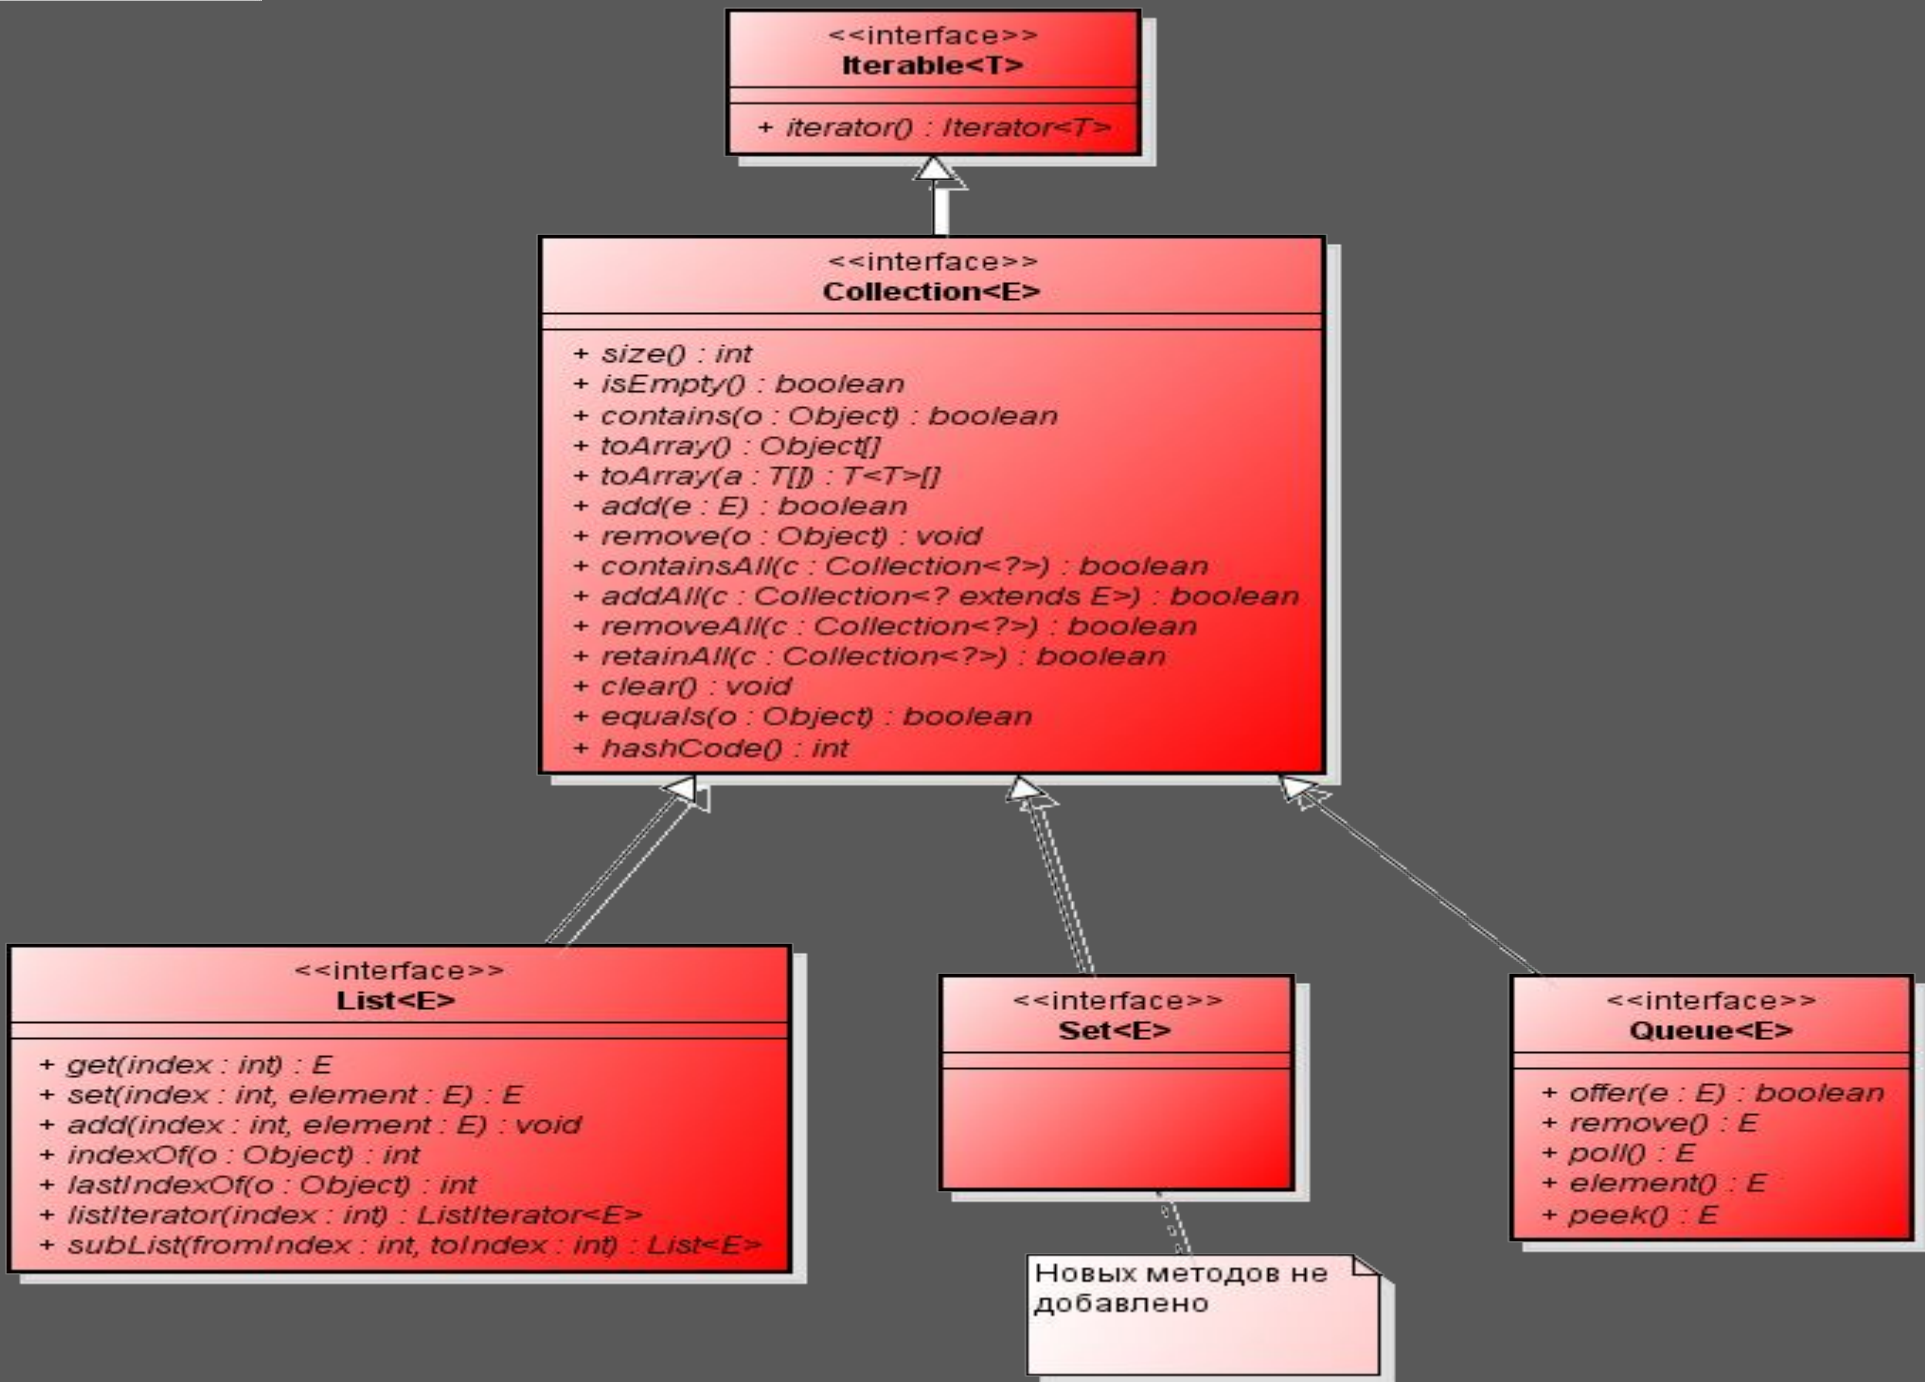 <<interface>>
Iterable<T>
+ iterator() : Iterator<T>
<<interface>>
Collection<E>
+ size() : int
+ isEmpty() : boolean
+ contains(o : Object) : boolean
+ toArray() : Object[]
+ toArray(a : T[]) : T<T>[]
+ add(e : E) : boolean
+ remove(o : Object) : void
+ containsAll(c : Collection<?>) : boolean
+ addAll(c : Collection<? extends E>) : boolean
+ removeAll(c : Collection<?>) : boolean
+ retainAll(c : Collection<?>) : boolean
+ clear() : void
+ equals(o : Object) : boolean
+ hashCode() : int
<<interface>>
List<E>
+ get(index : int) : E
+ set(index : int, element : E) : E
+ add(index : int, element : E) : void
+ indexOf(o : Object) : int
+ lastIndexOf(o : Object) : int
+ listIterator(index : int) : ListIterator<E>
+ subList(fromIndex : int, toIndex : int) : List<E>
<<interface>>
Set<E>
<<interface>>
Queue<E>
+ offer(e : E) : boolean
+ remove() : E
+ poll() : E
+ element() : E
+ peek() : E
Новых методов не
добавлено